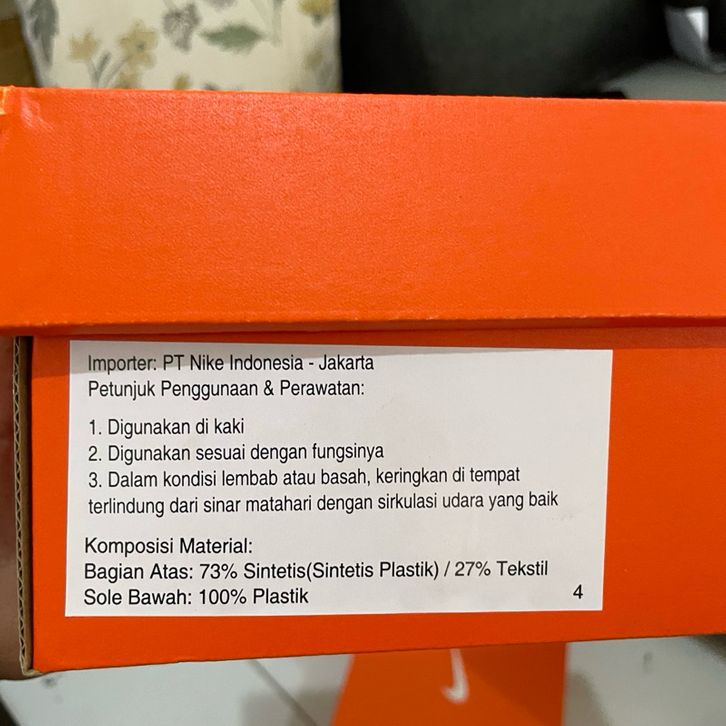 Importer: PT Nike Indonesia - Jakarta
Petunjuk Penggunaan & Perawatan:
1. Digunakan di kaki
2. Digunakan sesuai dengan fungsinya
3. Dalam kondisi lembab atau basah, keringkan di tempat
terlindung dari sinar matahari dengan sirkulasi udara yang baik
Komposisi Material:
Bagian Atas: 73% Sintetis(Sintetis Plastik) / 27% Tekstil
Sole Bawah: 100% Plastik
4